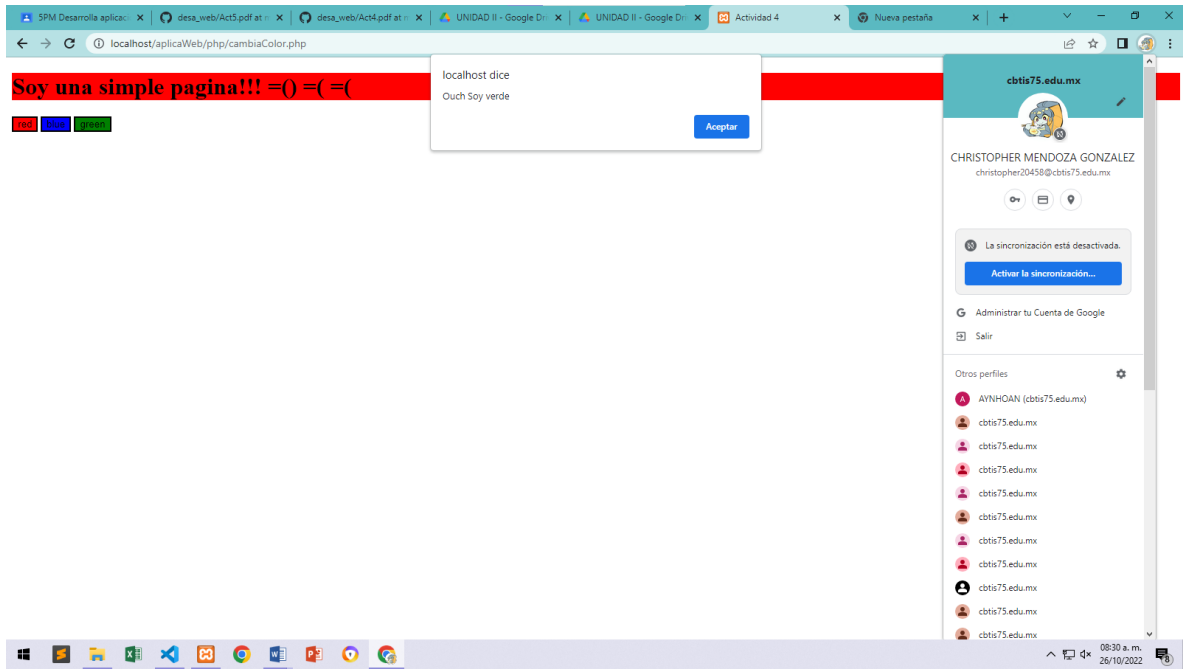 5PM Desarrolla aplicac
desa_web/Act5.pdf at
desa_web/Act4.pdf at
UNIDAD II - Google Dri
UNIDAD II - Google Dri
Actividad 4
Nueva pestaña
localhost/aplicaWeb/php/cambiaColor.php
Soy una simple pagina!!! =() =( =(
red blue green
localhost dice
Ouch Soy verde
Aceptar
cbtis75.edu.mx
CHRISTOPHER MENDOZA GONZALEZ
christopher20458@cbtis75.edu.mx
La sincronización está desactivada.
Activar la sincronización...
Administrar tu Cuenta de Google
Salir
Otros perfiles
A AYNHOAN (cbtis75.edu.mx)
cbtis75.edu.mx
cbtis75.edu.mx
cbtis75.edu.mx
cbtis75.edu.mx
cbtis75.edu.mx
cbtis75.edu.mx
cbtis75.edu.mx
cbtis75.edu.mx
cbtis75.edu.mx
cbtis75.edu.mx
08:30 a. m.
26/10/2022
8